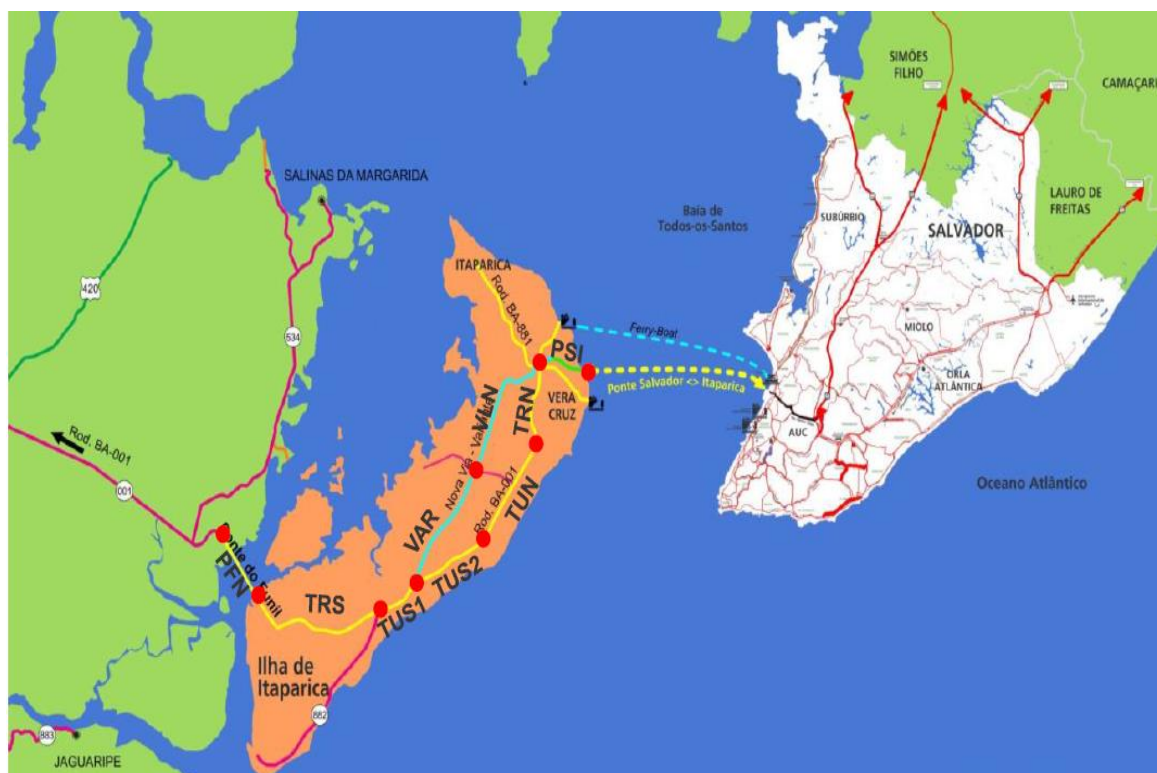 SIMÕES
FILHO
CAMAÇARI
420
SALINAS DA MARGARIDA
534
Baía de
Todos-os-Santos
SUBÚRBIO
SALVADOR
LAURO DE
FREITAS
ITAPARICA
Rod. BA-881
Ferry-Boat
PSI
MIOLO
Ponte Salvador <> Itaparica
ORLA
ATLÂNTICA
VERA
CRUZ
VLN
TRN
AUC
Rod. BA-001
001
Nova Via - 
Rod. BA-001
TUN
Oceano Atlântico
VAR
Ponte do Funil
PFN
TRS
TUS1
TUS2
Ilha de
Itaparica
882
883
JAGUARIPE